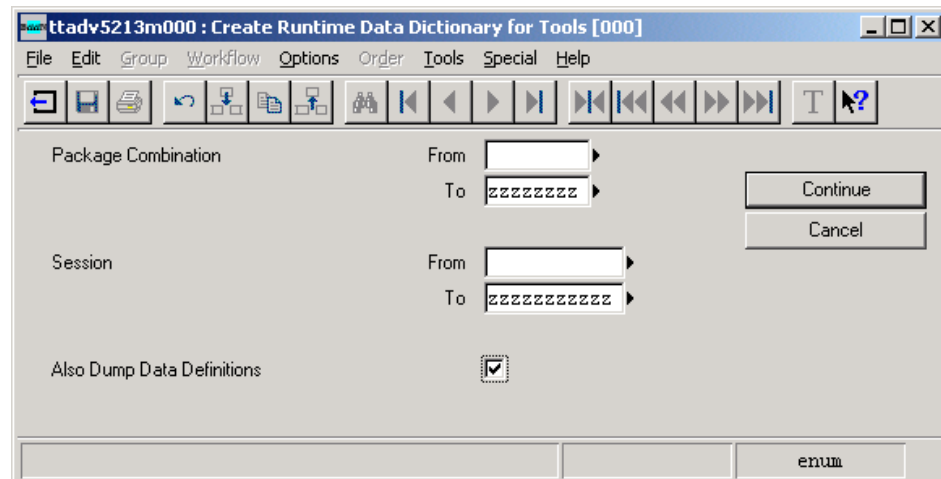 ttadv5213m000 : Create Runtime Data Dictionary for Tools [000]
File Edit Group Workflow Options Order Tools Special Help
T ?
Package Combination From
To zzzzzzzz
Continue
Cancel
Session From
To zzzzzzzzzzz
Also Dump Data Definitions
enum